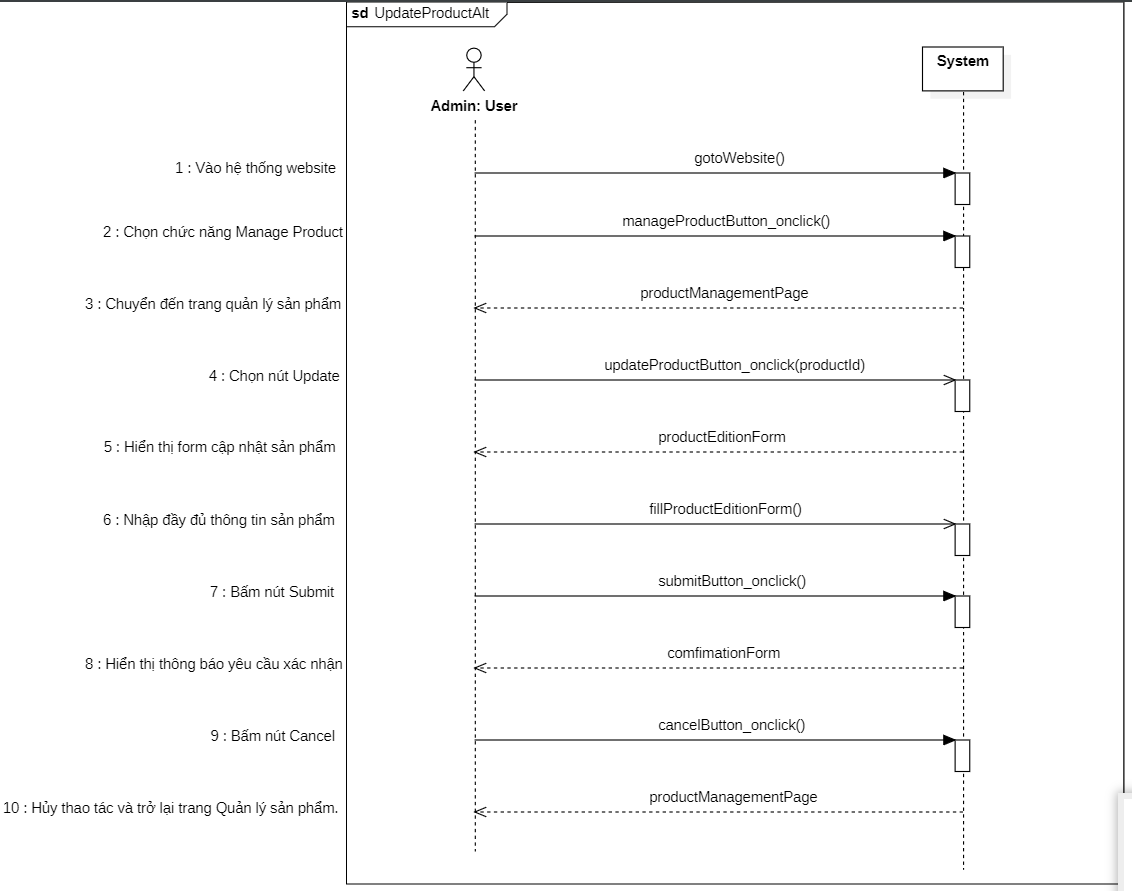 sd UpdateProductAlt
System
Admin: User
gotoWebsite()
1 : Vào hệ thống website
manageProductButton_onclick()
2 : Chọn chức năng Manage Product
productManagementPage
3 : Chuyển đến trang quản lý sản phẩm
updateProductButton_onclick(productId)
4 : Chọn nút Update
productEditionForm
5 : Hiển thị form cập nhật sản phẩm
fillProductEditionForm()
6 : Nhập đầy đủ thông tin sản phẩm
submitButton_onclick()
7 : Bấm nút Submit
comfimationForm
8 : Hiển thị thông báo yêu cầu xác nhận
cancelButton_onclick()
9 : Bấm nút Cancel
productManagementPage
10 : Hủy thao tác và trở lại trang Quản lý sản phẩm.